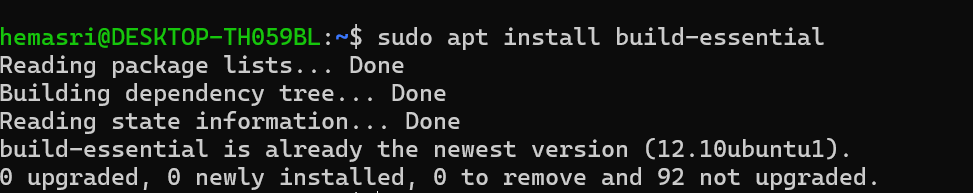 hemasri@DESKTOP-TH059BL:~$ sudo apt install build-essential
Reading package lists... Done
Building dependency tree... Done
Reading state information... Done
build-essential is already the newest version (12.10ubuntu1).
0 upgraded, 0 newly installed, 0 to remove and 92 not upgraded.